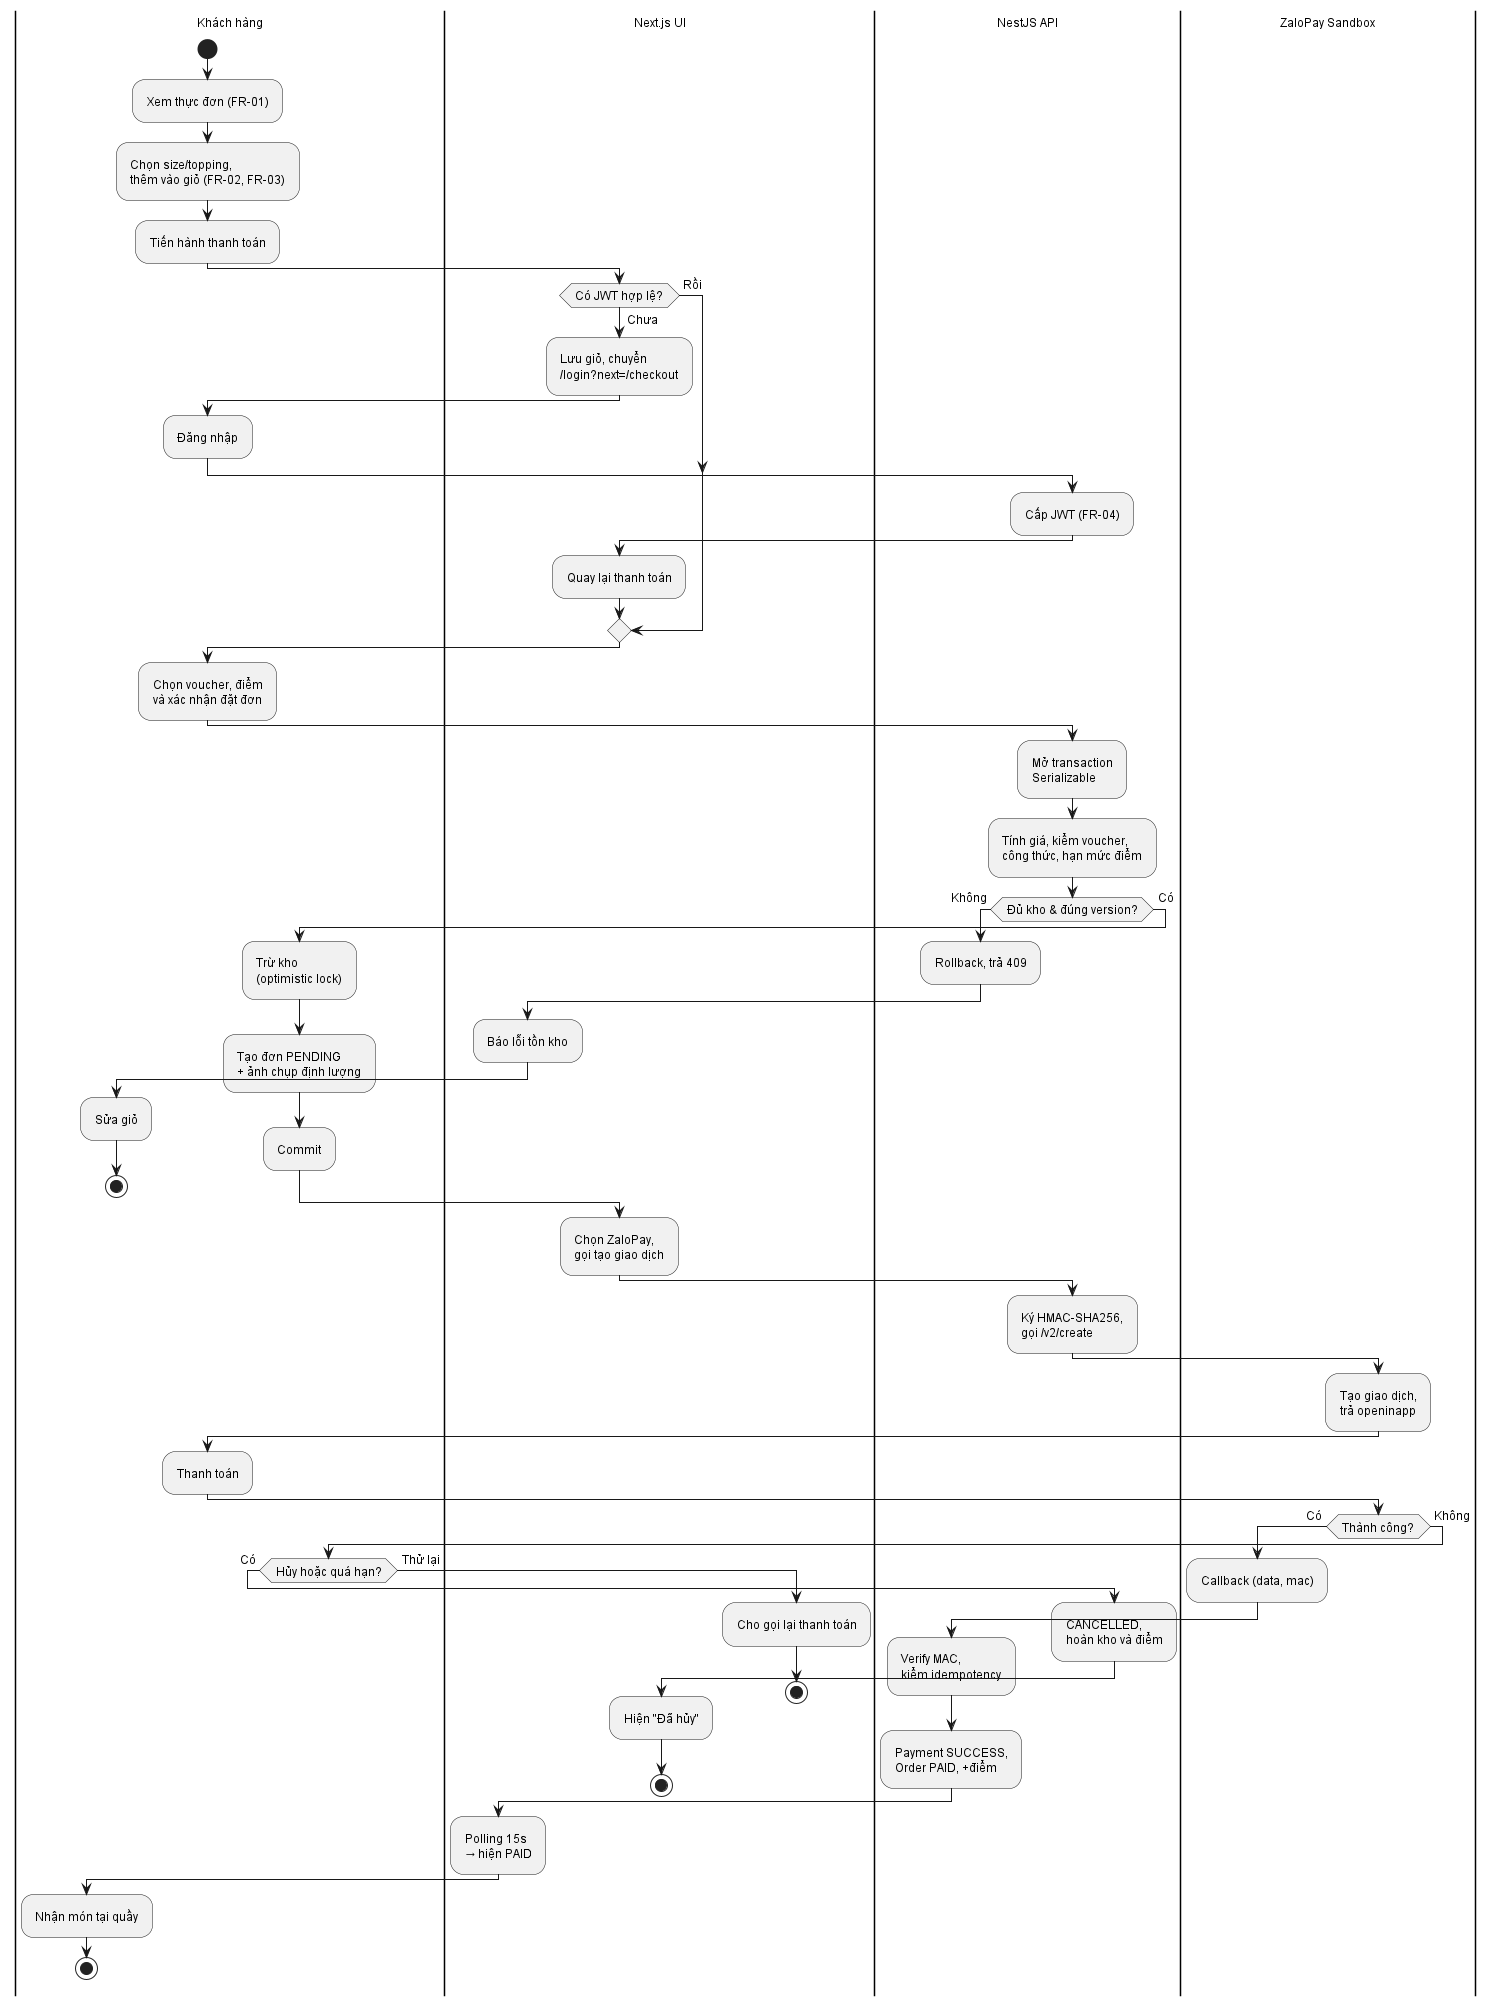 Khách hàng
Next.js UI
NestJS API
ZaloPay Sandbox
Xem thực đơn (FR-01)
Chọn size/topping,
thêm vào giỏ (FR-02, FR-03)
Tiến hành thanh toán
Có JWT hợp lệ?
Rồi
Chưa
Lưu giỏ, chuyển
/login?next=/checkout
Đăng nhập
Cấp JWT (FR-04)
Quay lại thanh toán
Chọn voucher, điểm
và xác nhận đặt đơn
Mở transaction
Serializable
Tính giá, kiểm voucher,
công thức, hạn mức điểm
Không
Đủ kho & đúng version?
Có
Trừ kho
(optimistic lock)
Rollback, trả 409
Báo lỗi tồn kho
Tạo đơn PENDING
+ ảnh chụp định lượng
Sửa giỏ
Commit
Chọn ZaloPay,
gọi tạo giao dịch
Ký HMAC-SHA256,
gọi /v2/create
Tạo giao dịch,
trả openinapp
Thanh toán
Có
Thành công?
Không
Có
Hủy hoặc quá hạn?
Thử lại
Callback (data, mac)
Cho gọi lại thanh toán
CANCELLED,
hoàn kho và điểm
Verify MAC,
kiểm idempotency
Hiện "Đã hủy"
Payment SUCCESS,
Order PAID, +điểm
Polling 15s
→ hiện PAID
Nhận món tại quầy